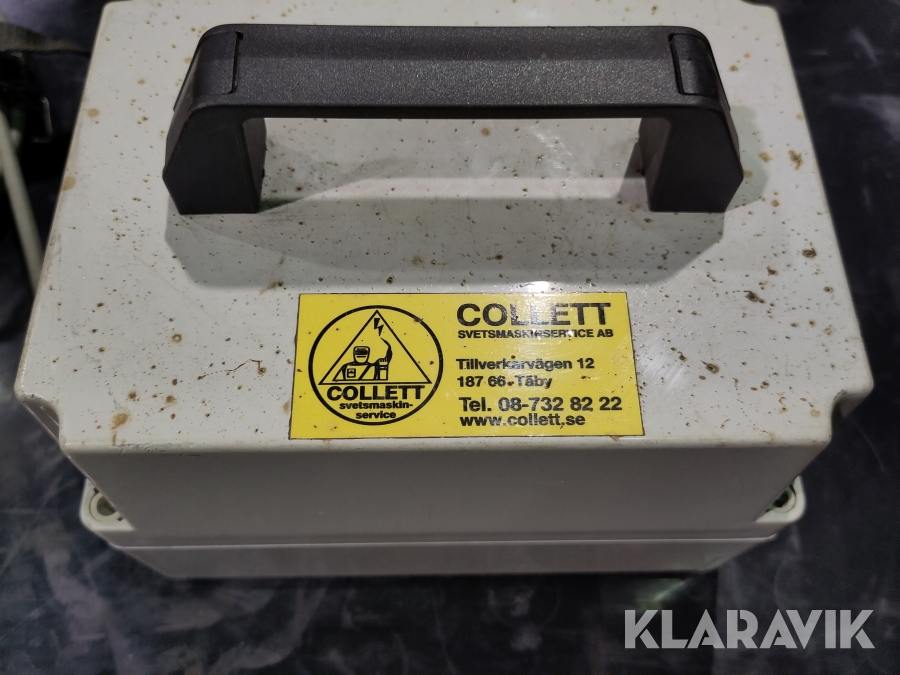 COLLETT
svetsmaskin-
service
COLLETT
SVETSMASKINSERVICE AB
Tillverkarvägen 12
187 66 Täby
Tel. 08-732 82 22
www.collett.se
KLARAVIK